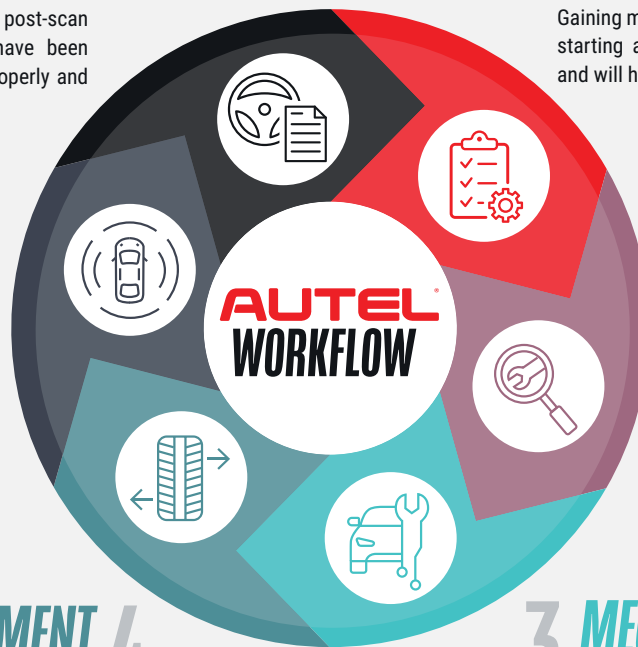 post-scan
have been
operly and
Gaining m
starting a
and will h
AUTEL
WORKFLOW
MENT 4
3 ME